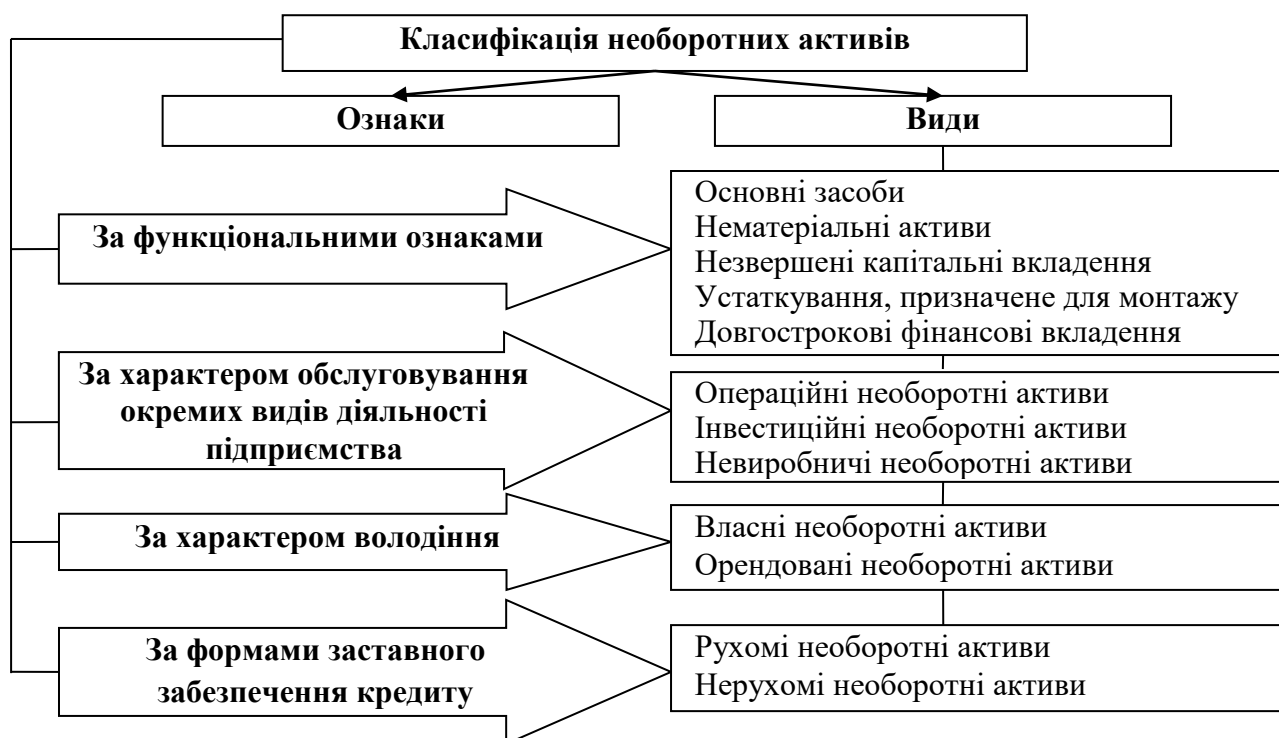 Класифікація необоротних активів
Ознаки
Види
За функціональними ознаками
Основні засоби
Нематеріальні активи
Незвершені капітальні вкладення
Устаткування, призначене для монтажу
Довгострокові фінансові вкладення
За характером обслуговування
окремих видів діяльності
підприємства
Операційні необоротні активи
Інвестиційні необоротні активи
Невиробничі необоротні активи
За характером володіння
Власні необоротні активи
Орендовані необоротні активи
За формами заставного
забезпечення кредиту
Рухомі необоротні активи
Нерухомі необоротні активи